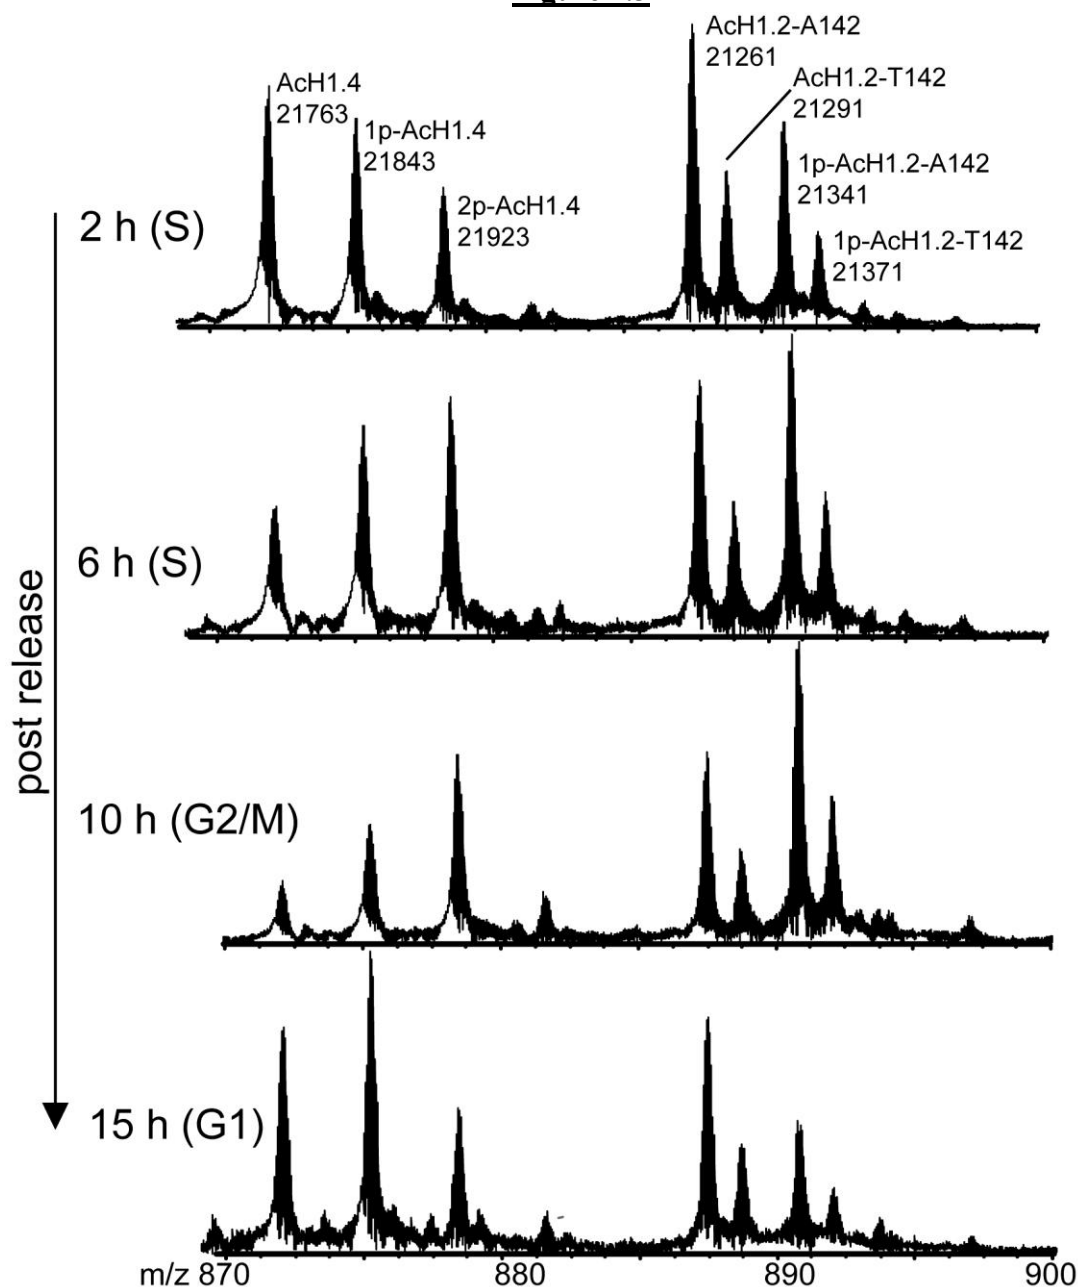 AcH1.2-A142
21261
AcH1.2-T142
21291
AcH1.4
21763
1p-AcH1.4
21843
1p-AcH1.2-A142
21341
2p-AcH1.4
21923
1p-AcH1.2-T142
21371
2 h (S)
6 h (S)
post release
10 h (G2/M)
15 h (G1)
m/z 870 880 890 900